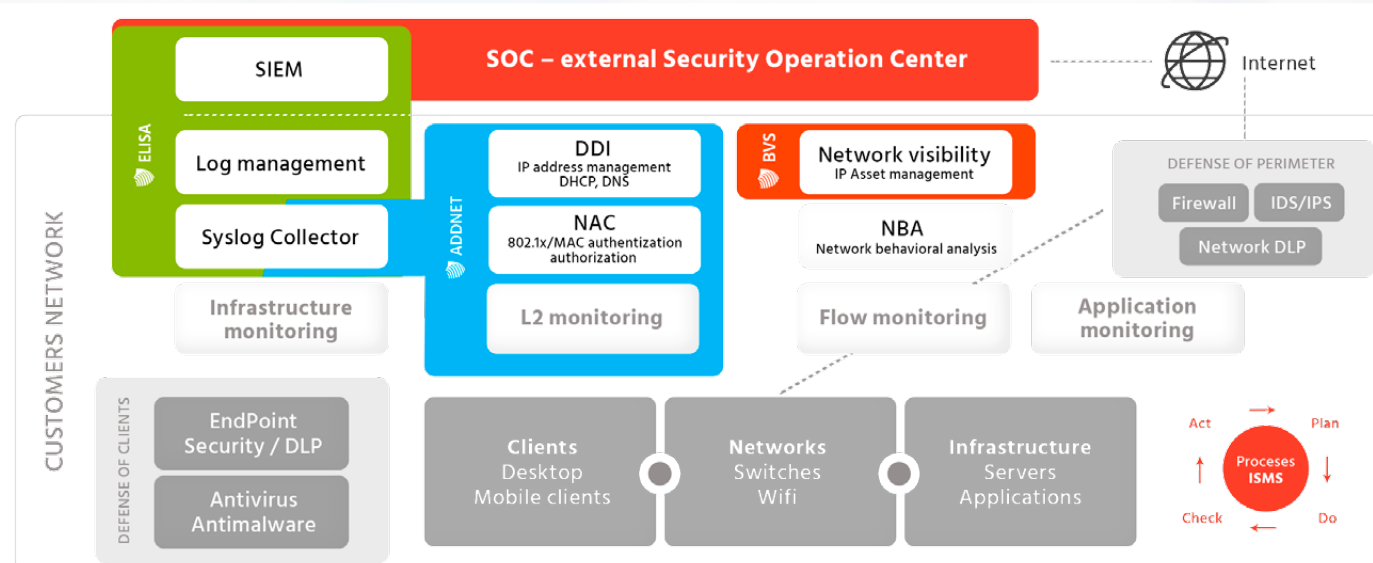 SOC – external Security Operation Center
Internet
SIEM
ELISA
Log management
Syslog Collector
ADDNET
DDI
IP address management
DHCP, DNS
NAC
802.1x/MAC authentization
authorization
L2 monitoring
BVS
Network visibility
IP Asset management
NBA
Network behavioral analysis
DEFENSE OF PERIMETER
Firewall
IDS/IPS
Network DLP
CUSTOMERS NETWORK
Infrastructure
monitoring
Flow monitoring
Application
monitoring
DEFENSE OF CLIENTS
EndPoint
Security / DLP
Antivirus
Antimalware
Clients
Desktop
Mobile clients
Networks
Switches
Wifi
Infrastructure
Servers
Applications
Act
Plan
Proceses
ISMS
Check
Do